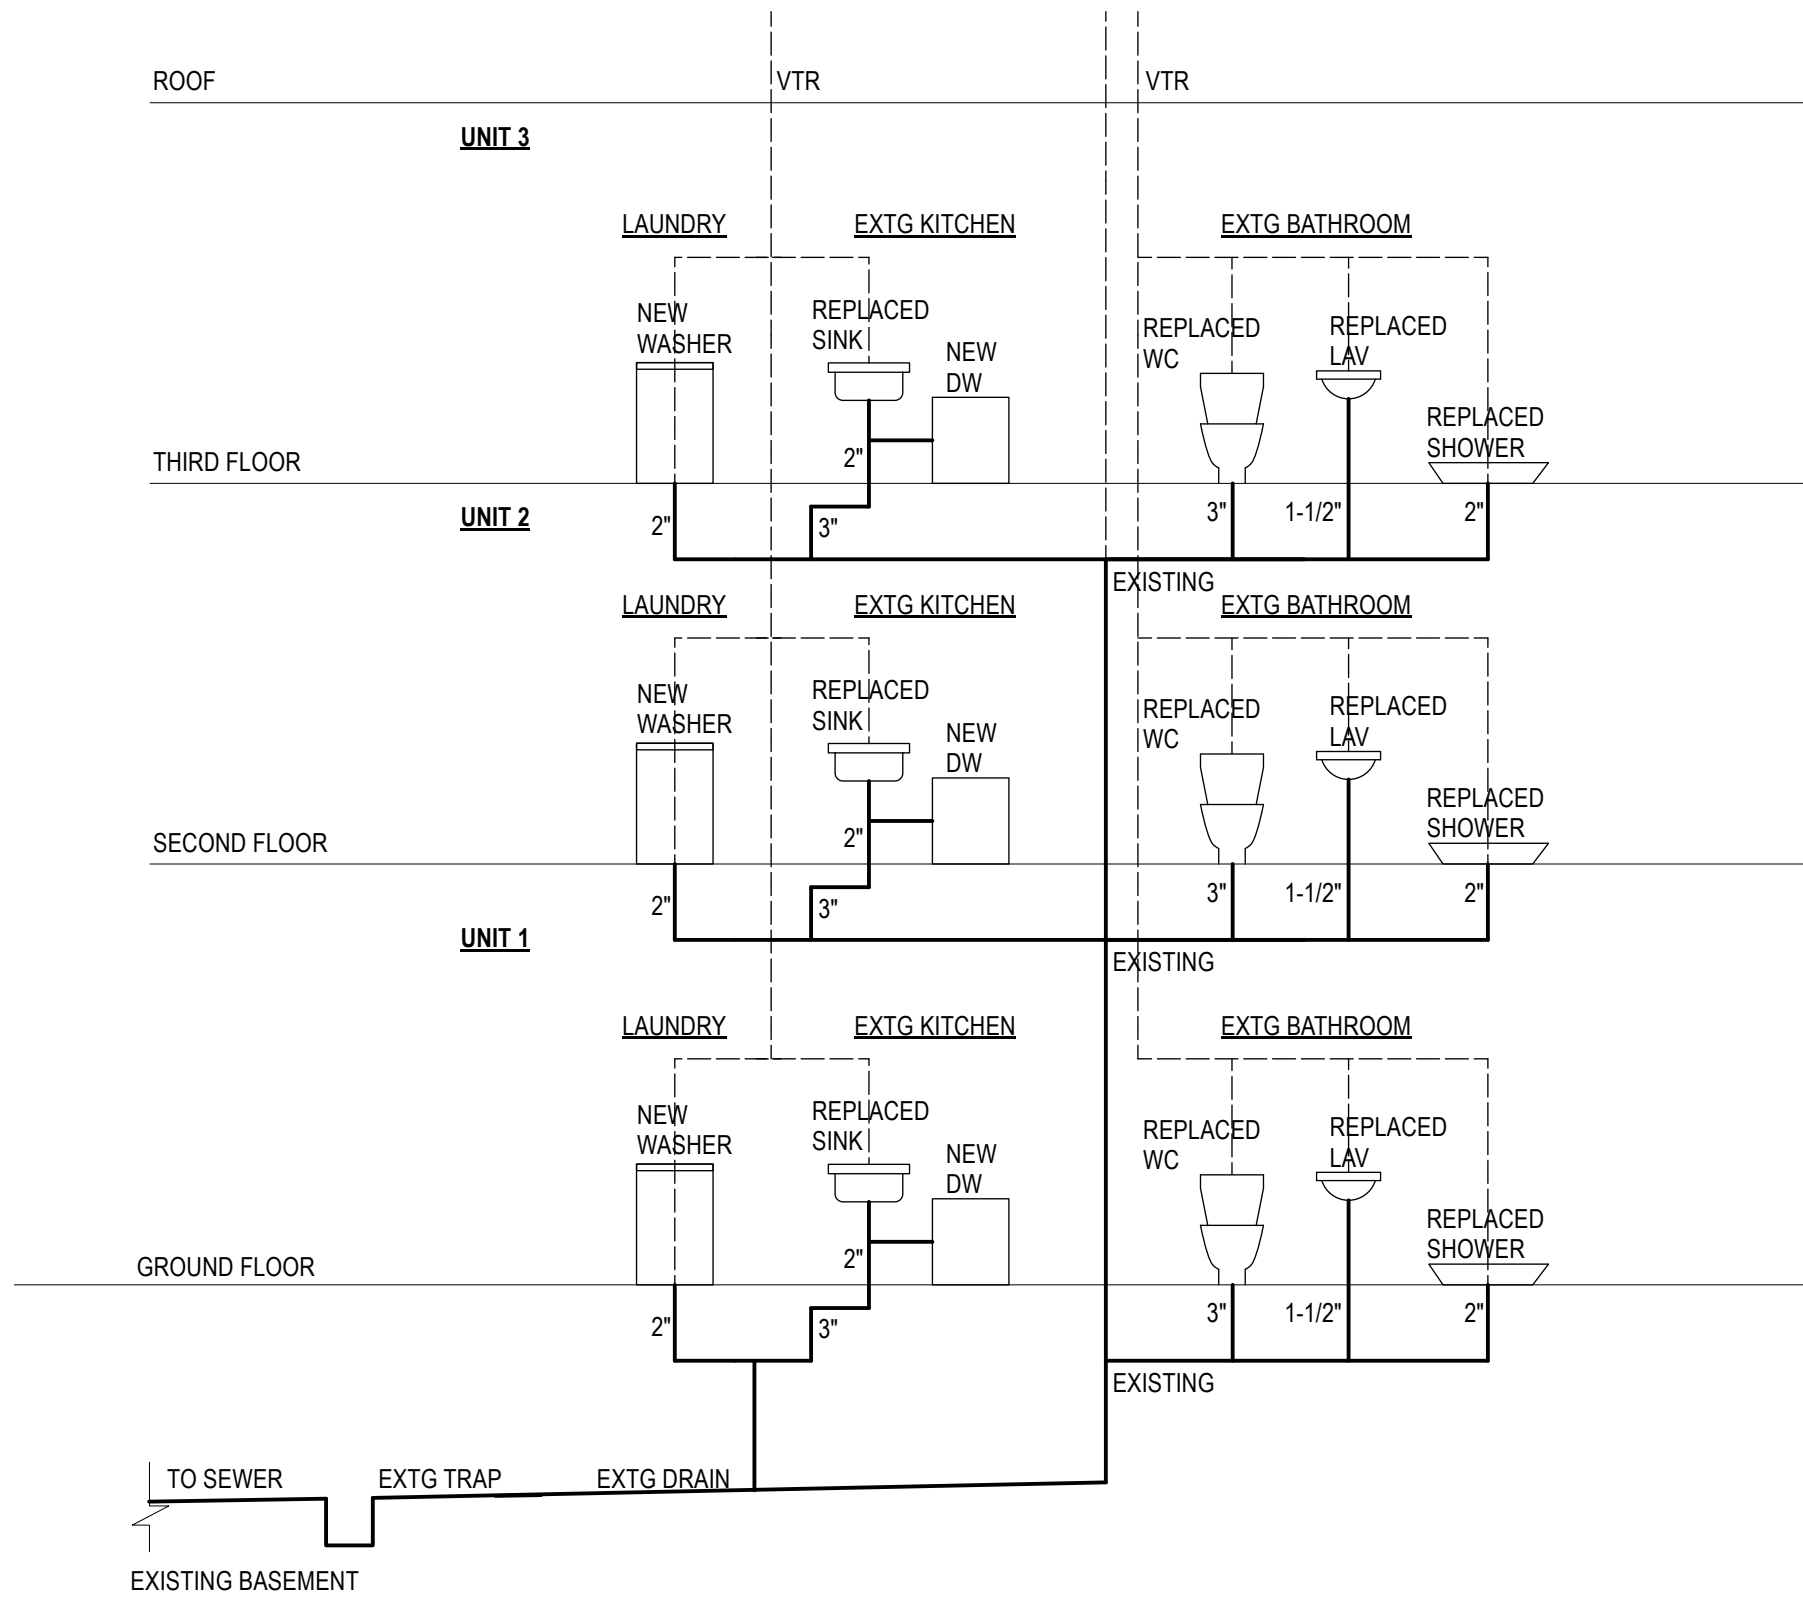 ROOF
VTR
VTR
UNIT 3
LAUNDRY
EXTG KITCHEN
EXTG BATHROOM
NEW
WASHER
REPLACED
SINK
NEW
DW
REPLACED
WC
REPLACED
LAV
REPLACED
SHOWER
2"
THIRD FLOOR
UNIT 2
2"
3"
3"
1-1/2"
2"
EXISTING
LAUNDRY
EXTG KITCHEN
EXTG BATHROOM
NEW
WASHER
REPLACED
SINK
NEW
DW
REPLACED
WC
REPLACED
LAV
REPLACED
SHOWER
2"
SECOND FLOOR
2"
3"
3"
1-1/2"
2"
UNIT 1
EXISTING
LAUNDRY
EXTG KITCHEN
EXTG BATHROOM
NEW
WASHER
REPLACED
SINK
NEW
DW
REPLACED
WC
REPLACED
LAV
REPLACED
SHOWER
2"
GROUND FLOOR
2"
3"
3"
1-1/2"
2"
EXISTING
TO SEWER
EXTG TRAP
EXTG DRAIN
EXISTING BASEMENT